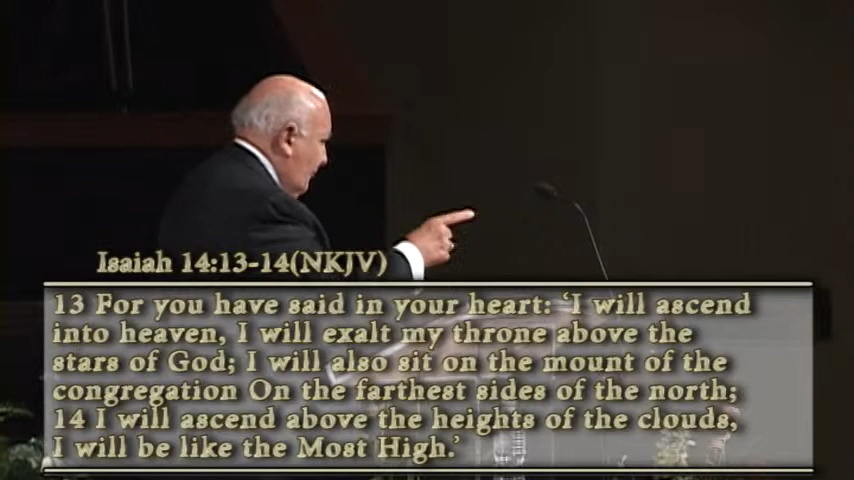 Isaiah 14:13-14(NKJV)
13 For you have said in your heart: ‘I will ascend
into heaven, I will exalt my throne above the
stars of God; I will also sit on the mount of the
congregation On the farthest sides of the north;
14 I will ascend above the heights of the clouds,
I will be like the Most High.’